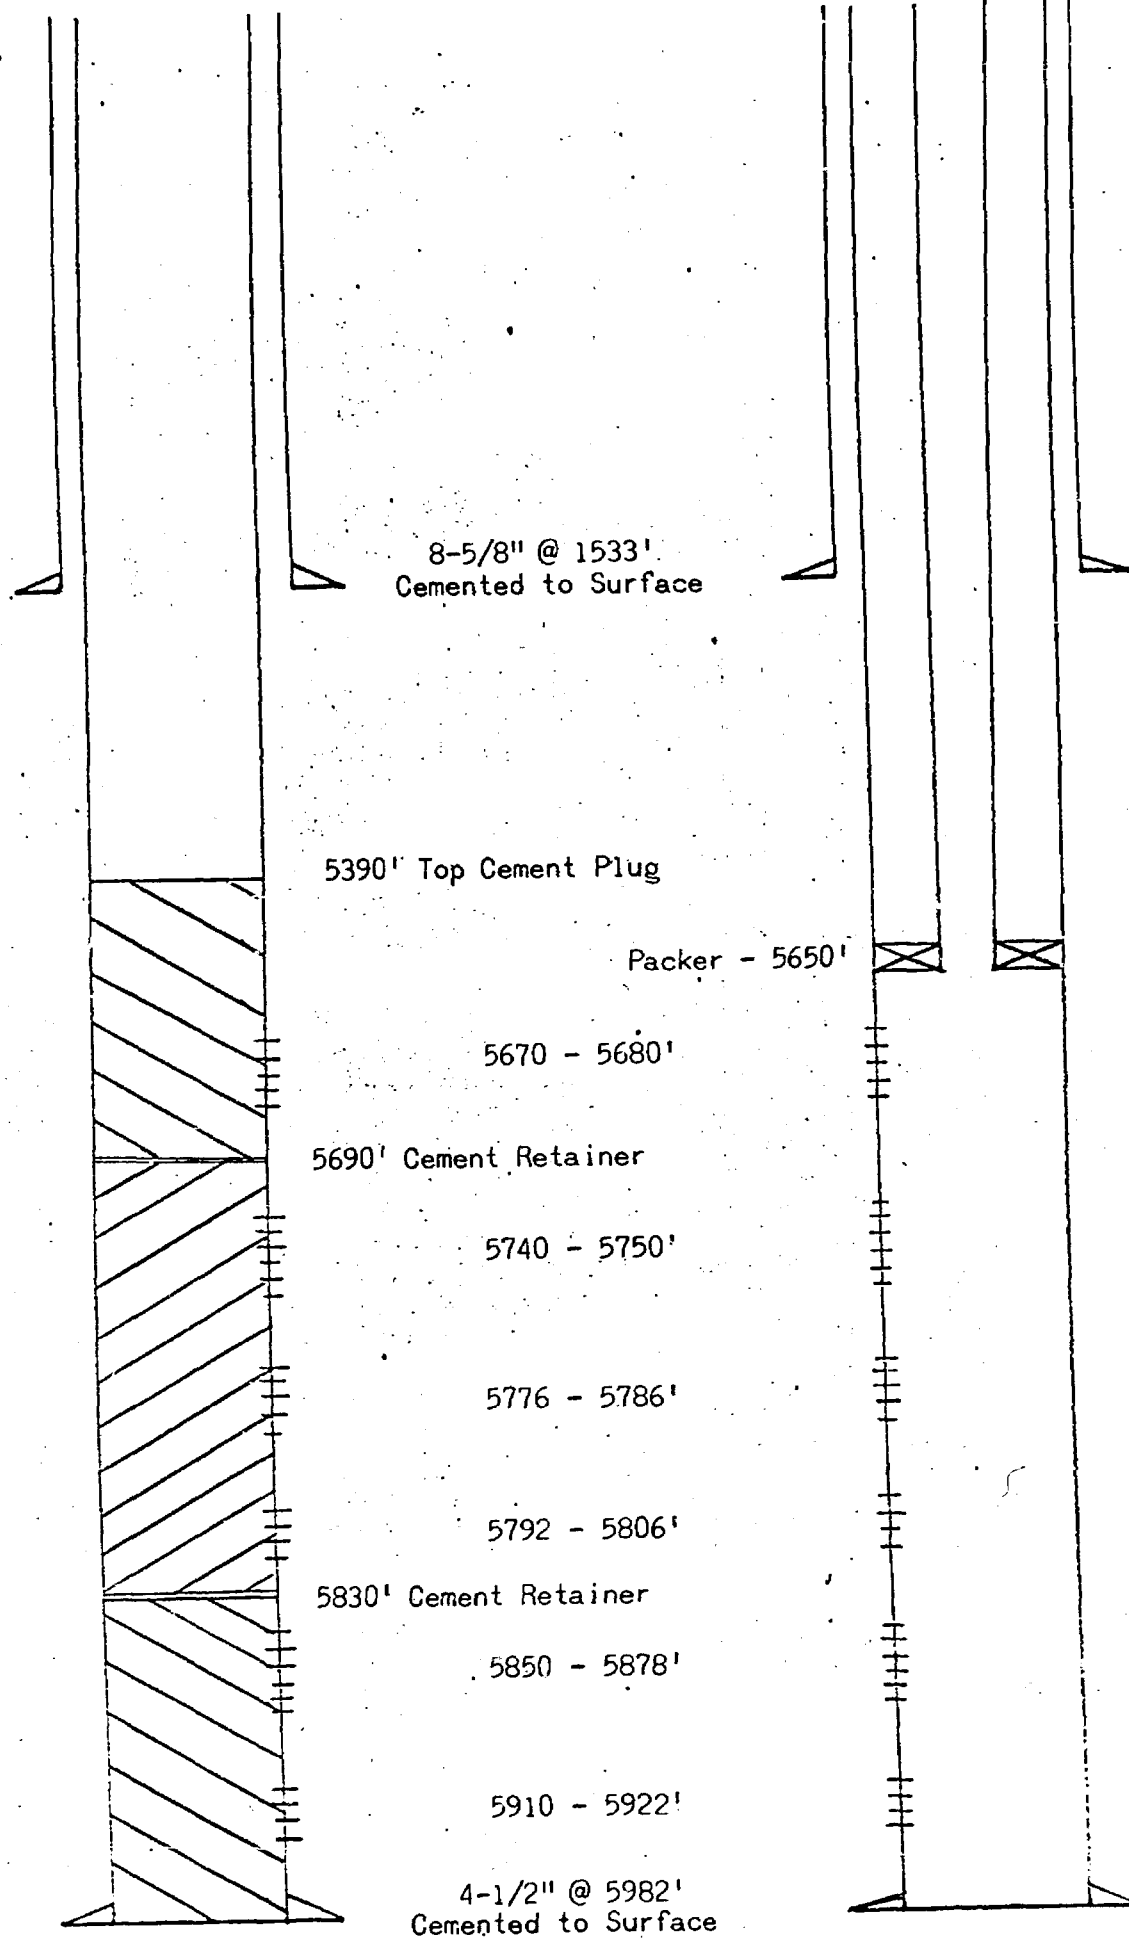 8-5/8" @ 1533'
Cemented to Surface
5390' Top Cement Plug
Packer - 5650'
5670 - 5680'
5690' Cement Retainer
5740 - 5750'
5776 - 5786'
5792 - 5806'
5830' Cement Retainer
5850 - 5878'
5910 - 5922'
4-1/2" @ 5982'
Cemented to Surface